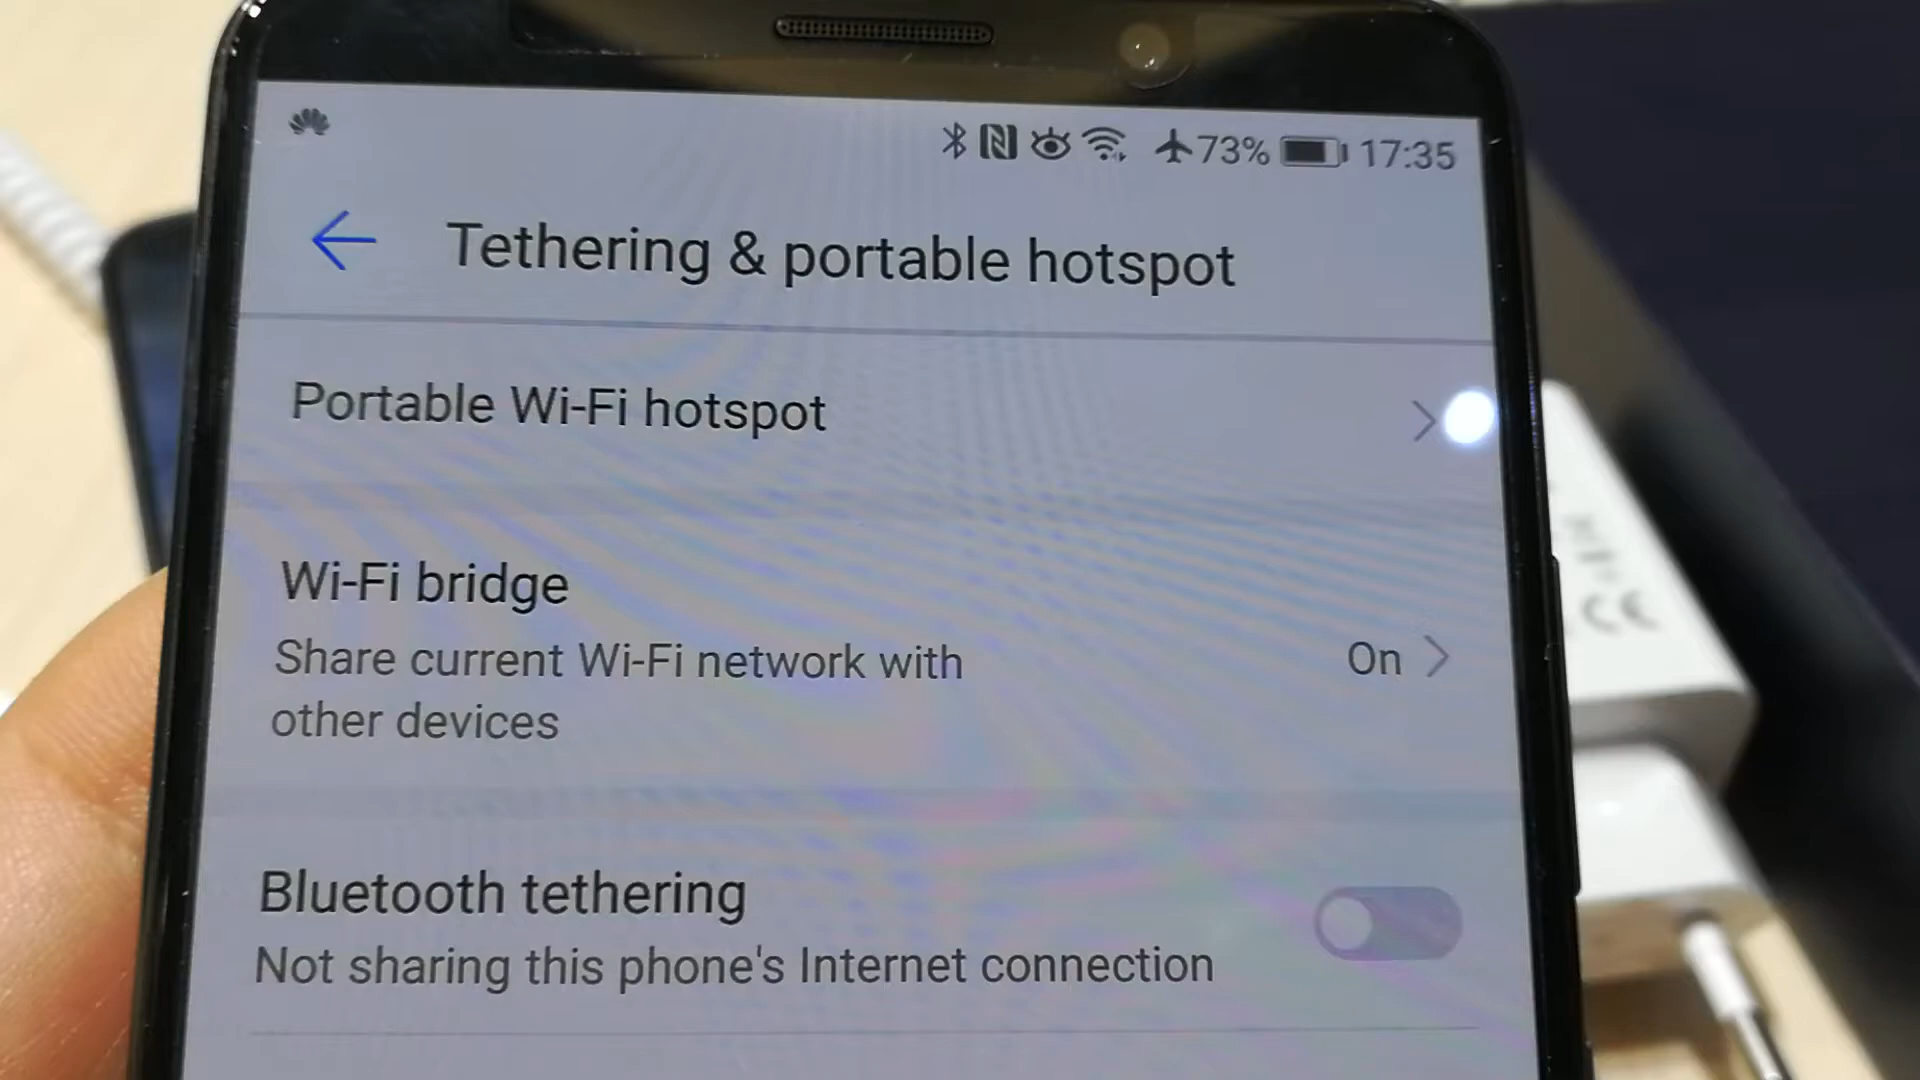 73% 17:35
Tethering & portable hotspot
Portable Wi-Fi hotspot
Wi-Fi bridge
Share current Wi-Fi network with
other devices
On
Bluetooth tethering
Not sharing this phone's Internet connection